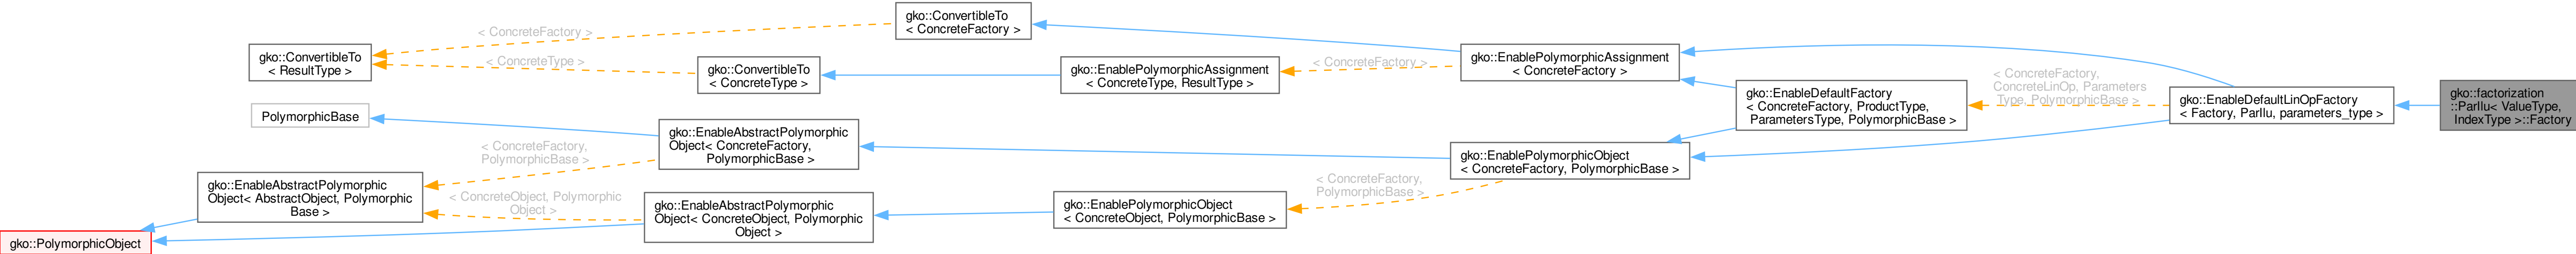 gko::ConvertibleTo
< ResultType >
PolymorphicBase
gko::EnableAbstractPolymorphic
Object< AbstractObject, Polymorphic
Base >
gko::PolymorphicObject
< ConcreteFactory >
< ConcreteType >
< ConcreteFactory,
PolymorphicBase >
< ConcreteObject, Polymorphic
Object >
gko::ConvertibleTo
< ConcreteFactory >
gko::ConvertibleTo
< ConcreteType >
gko::EnableAbstractPolymorphic
Object< ConcreteFactory,
PolymorphicBase >
gko::EnableAbstractPolymorphic
Object< ConcreteObject, Polymorphic
Object >
gko::EnablePolymorphicAssignment
< ConcreteType, ResultType >
gko::EnablePolymorphicObject
< ConcreteObject, PolymorphicBase >
< ConcreteFactory >
< ConcreteFactory,
PolymorphicBase >
gko::EnablePolymorphicAssignment
< ConcreteFactory >
gko::EnablePolymorphicObject
< ConcreteFactory, PolymorphicBase >
gko::EnableDefaultFactory
< ConcreteFactory, ProductType,
ParametersType, PolymorphicBase >
< ConcreteFactory,
ConcreteLinOp, Parameters
Type, PolymorphicBase >
gko::EnableDefaultLinOpFactory
< Factory, ParIlu, parameters_type >
gko::factorization
::ParIlu< ValueType,
IndexType >::Factory